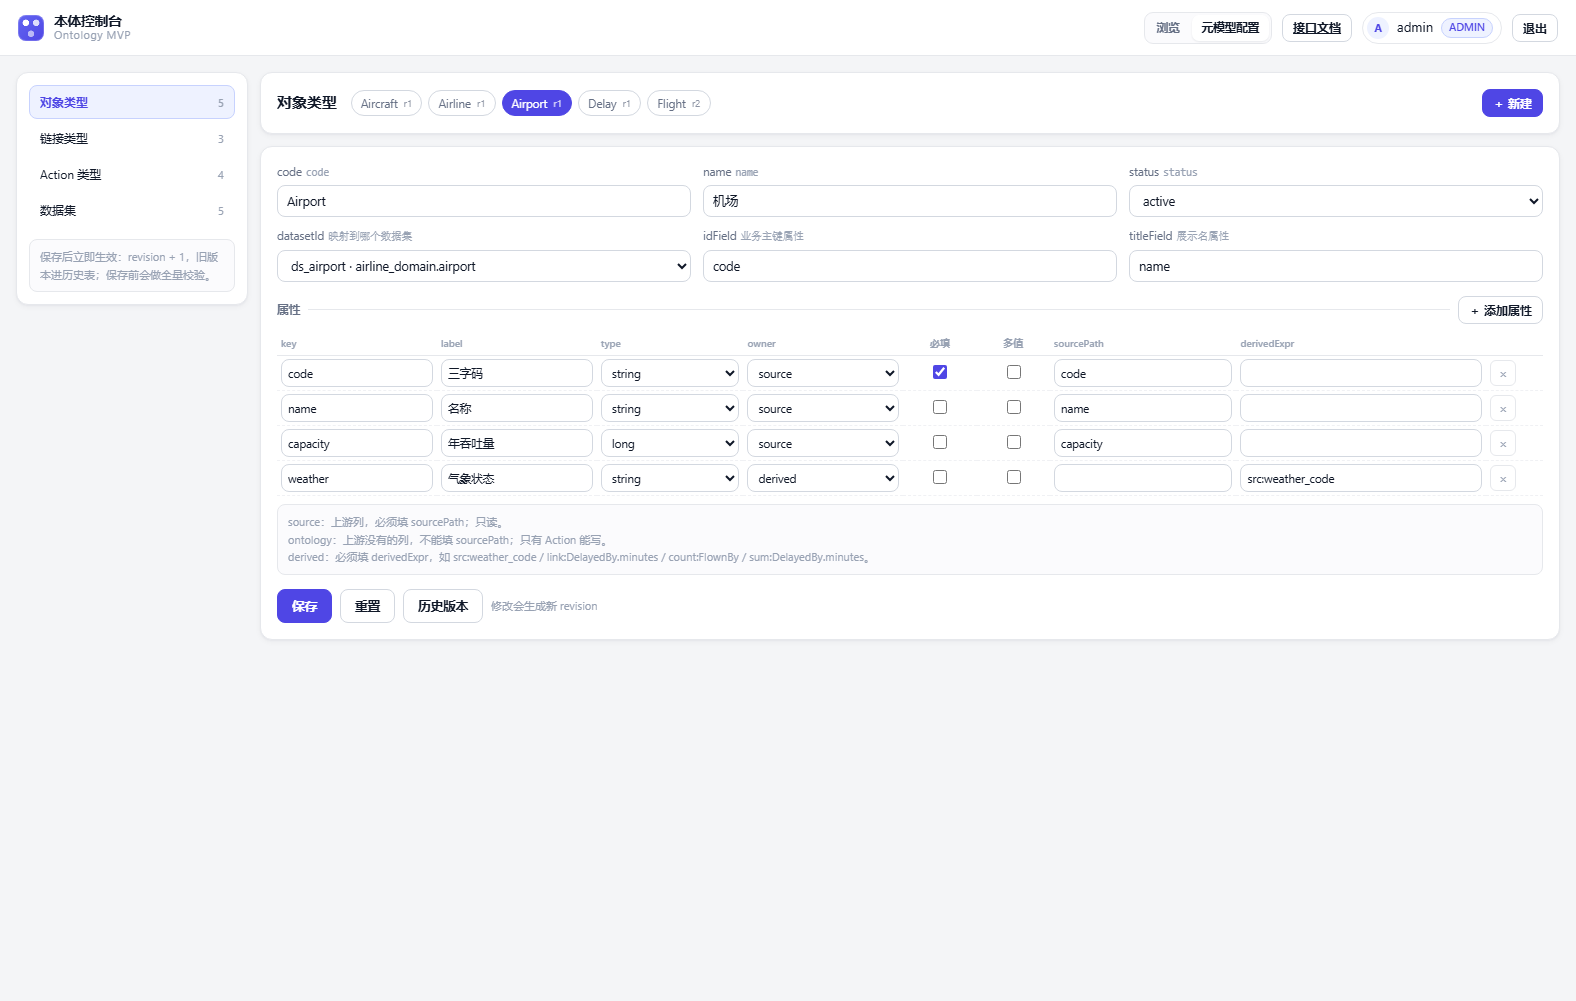 本体控制台
Ontology MVP
浏览 元模型配置 接口文档 A admin ADMIN 退出
对象类型 5
链接类型 3
Action 类型 4
数据集 5
保存后立即生效：revision + 1，旧版
本进历史表；保存前会做全量校验。
对象类型 Aircraft r1 Airline r1 Airport r1 Delay r1 Flight r2 + 新建
code code name name status status
Airport 机场 active
datasetId 映射到哪个数据集 idField 业务主键属性 titleField 展示名属性
ds_airport · airline_domain.airport code name
属性 + 添加属性
key label type owner 必填 多值 sourcePath derivedExpr
code 三字码 string source code ×
name 名称 string source name ×
capacity 年吞吐量 long source capacity ×
weather 气象状态 string derived src:weather_code ×
source：上游列，必须填 sourcePath；只读。
ontology：上游没有的列，不能填 sourcePath；只有 Action 能写。
derived：必须填 derivedExpr，如 src:weather_code / link:DelayedBy.minutes / count:FlownBy / sum:DelayedBy.minutes。
保存 重置 历史版本 修改会生成新 revision